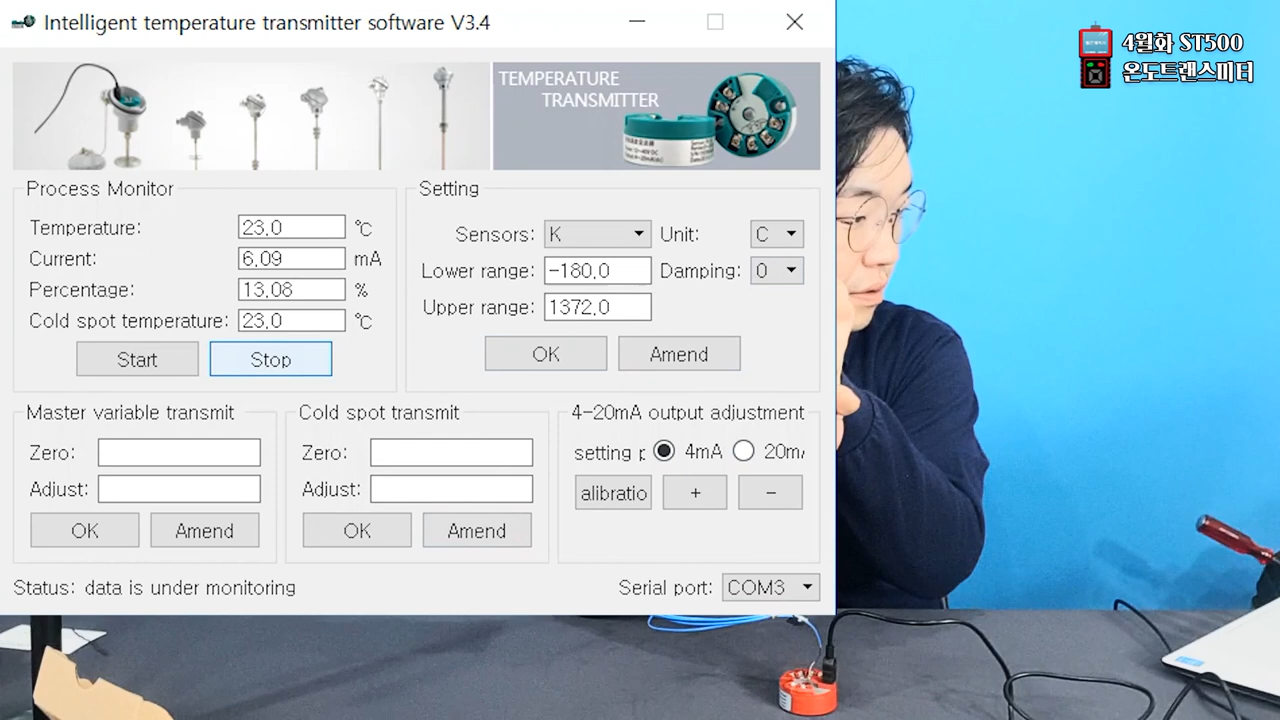 Intelligent temperature transmitter software V3.4
4월화 ST500
온도트랜스미터
TEMPERATURE
TRANSMITTER
Process Monitor
Temperature: 23.0 ℃
Current: 6.09 mA
Percentage: 13.08 %
Cold spot temperature: 23.0 ℃
Start Stop
Setting
Sensors: K Unit: C
Lower range: -180.0 Damping: 0
Upper range: 1372.0
OK Amend
Master variable transmit
Zero:
Adjust:
OK Amend
Cold spot transmit
Zero:
Adjust:
OK Amend
4-20mA output adjustment
setting p 4mA 20m
alibratio + -
Status: data is under monitoring
Serial port: COM3